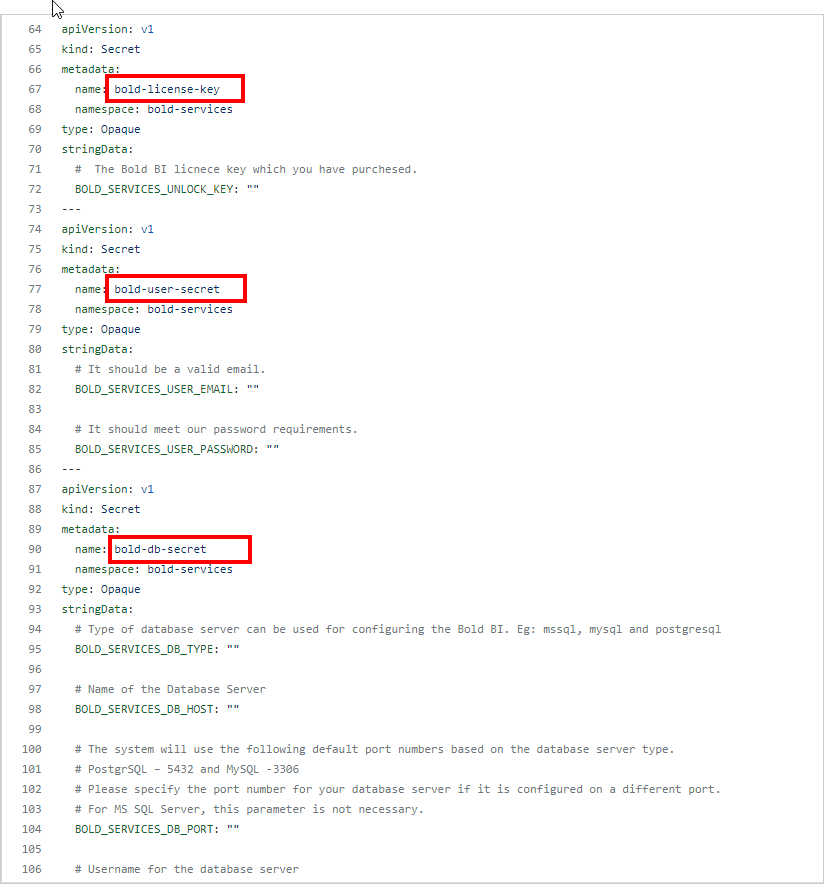 64 apiVersion: v1
65 kind: Secret
66 metadata:
67   name: bold-license-key
68   namespace: bold-services
69 type: Opaque
70 stringData:
71   #  The Bold BI licnece key which you have purchesed.
72   BOLD_SERVICES_UNLOCK_KEY: ""
73 ---
74 apiVersion: v1
75 kind: Secret
76 metadata:
77   name: bold-user-secret
78   namespace: bold-services
79 type: Opaque
80 stringData:
81   # It should be a valid email.
82   BOLD_SERVICES_USER_EMAIL: ""
83
84   # It should meet our password requirements.
85   BOLD_SERVICES_USER_PASSWORD: ""
86 ---
87 apiVersion: v1
88 kind: Secret
89 metadata:
90   name: bold-db-secret
91   namespace: bold-services
92 type: Opaque
93 stringData:
94   # Type of database server can be used for configuring the Bold BI. Eg: mssql, mysql and postgresql
95   BOLD_SERVICES_DB_TYPE: ""
96
97   # Name of the Database Server
98   BOLD_SERVICES_DB_HOST: ""
99
100   # The system will use the following default port numbers based on the database server type.
101   # PostgrSQL – 5432 and MySQL -3306
102   # Please specify the port number for your database server if it is configured on a different port.
103   # For MS SQL Server, this parameter is not necessary.
104   BOLD_SERVICES_DB_PORT: ""
105
106   # Username for the database server